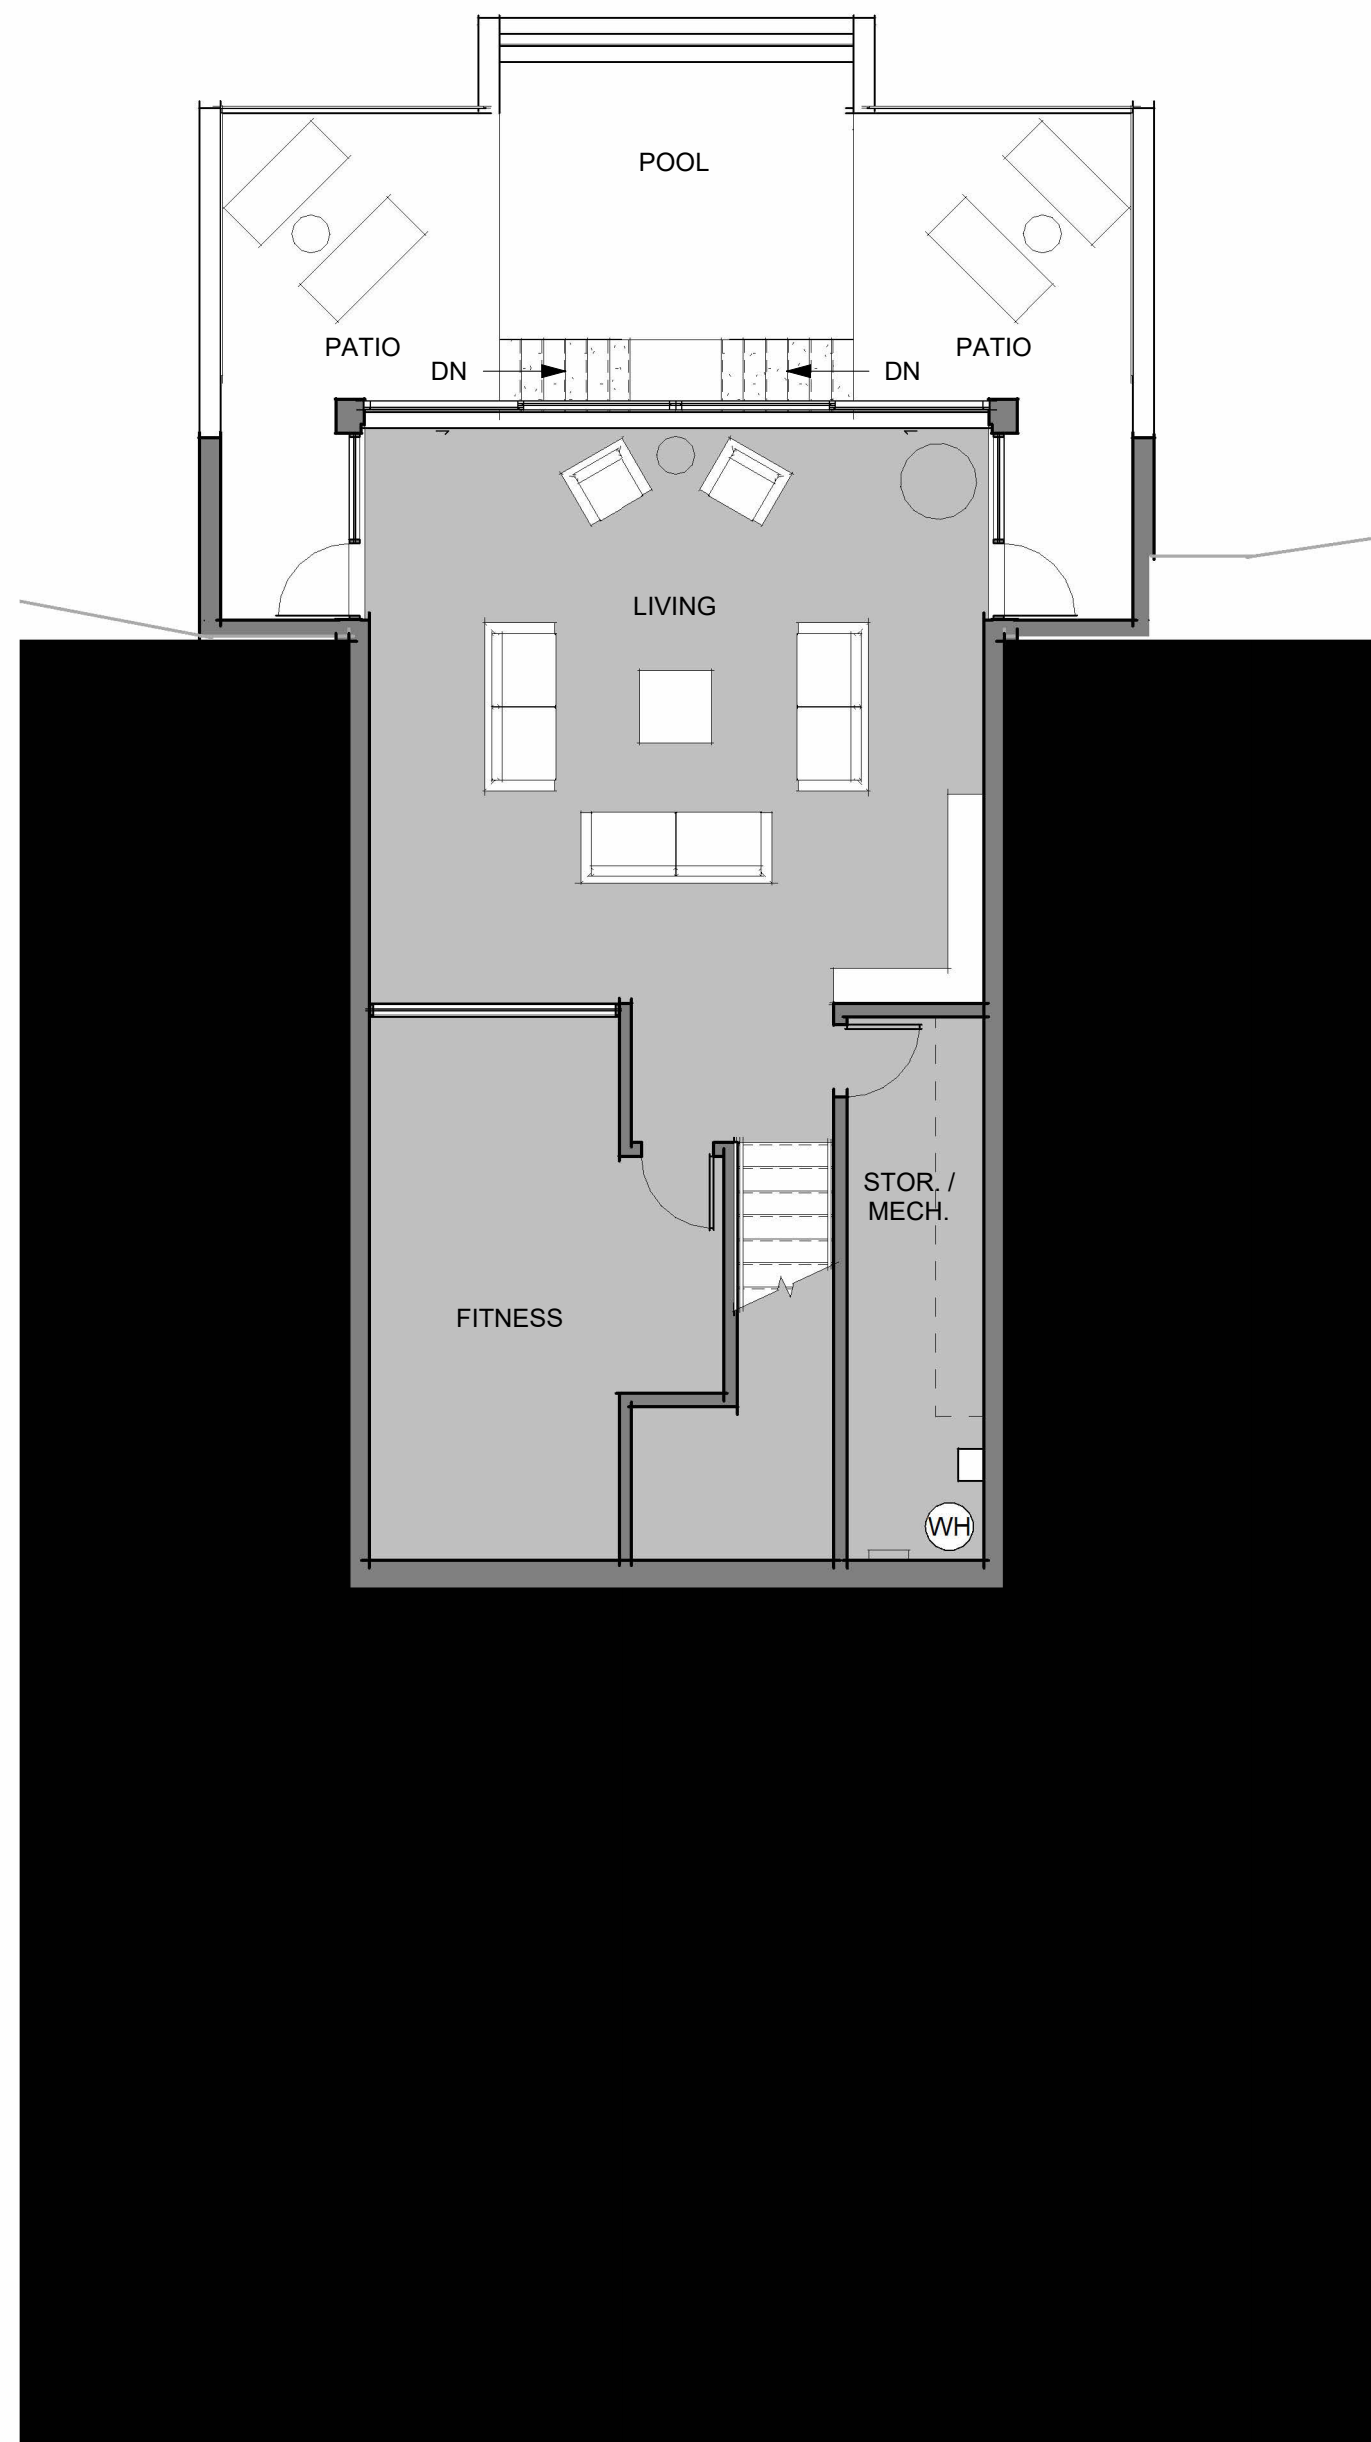 POOL
PATIO
PATIO
DN
DN
LIVING
STOR. /
MECH.
FITNESS
WH